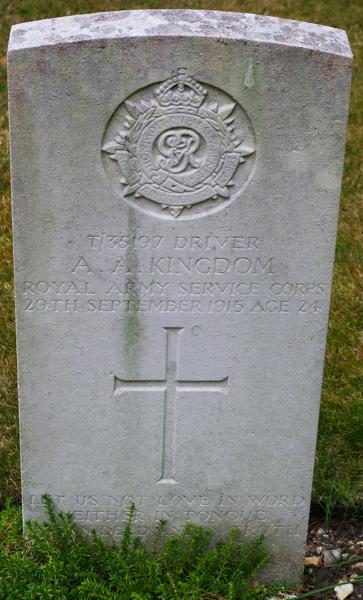 T/35197 DRIVER
A. A. KINGDOM
ROYAL ARMY SERVICE CORPS
29TH SEPTEMBER 1915 AGE 24
LET US NOT LOVE IN WORD
NEITHER IN TONGUE
TRUTH